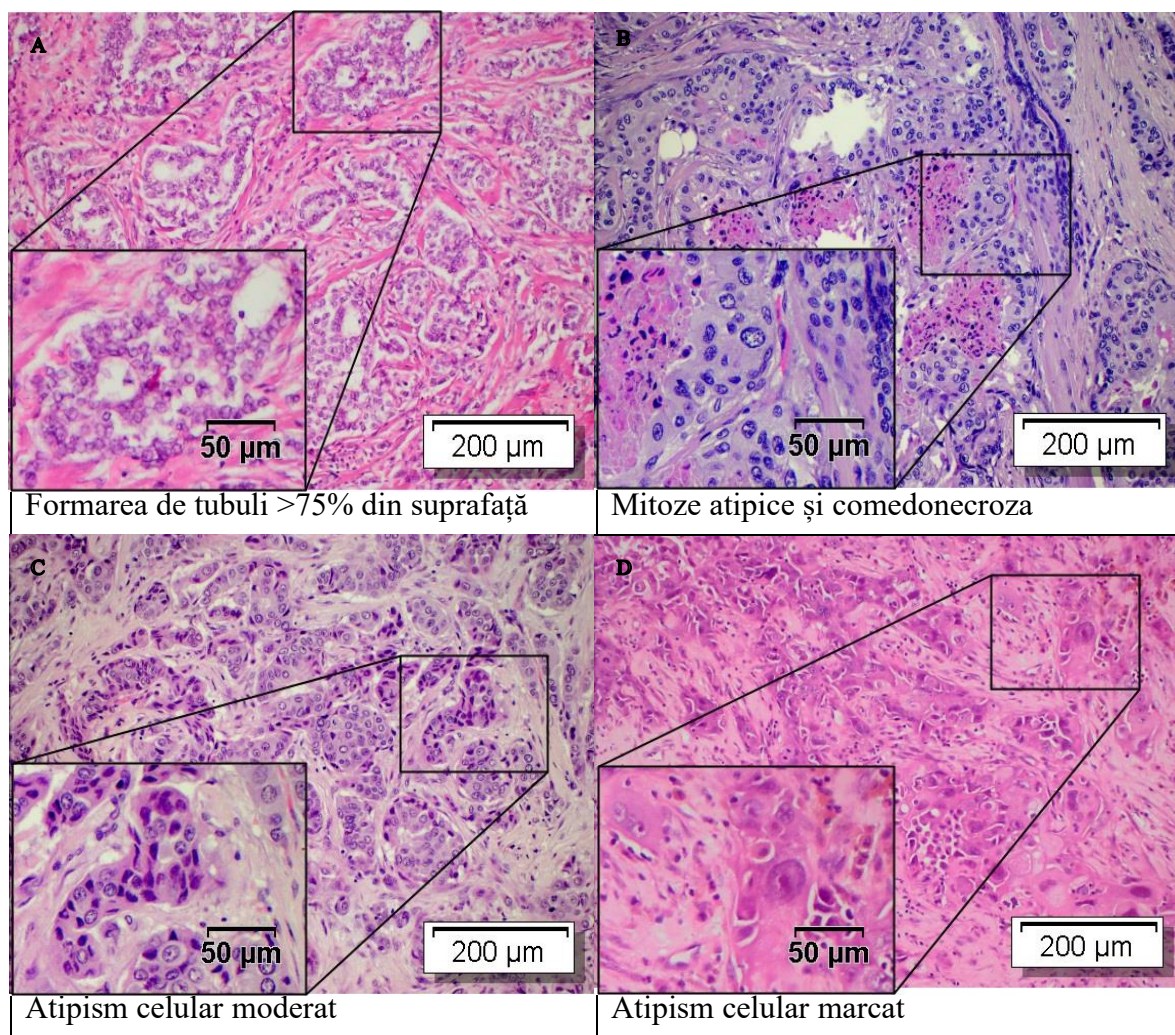 A
B
50 µm
200 µm
50 µm
200 µm
Formarea de tubuli >75% din suprafață
Mitoze atipice și comedonecroza
C
D
50 µm
200 µm
50 µm
200 µm
Atipism celular moderat
Atipism celular marcat